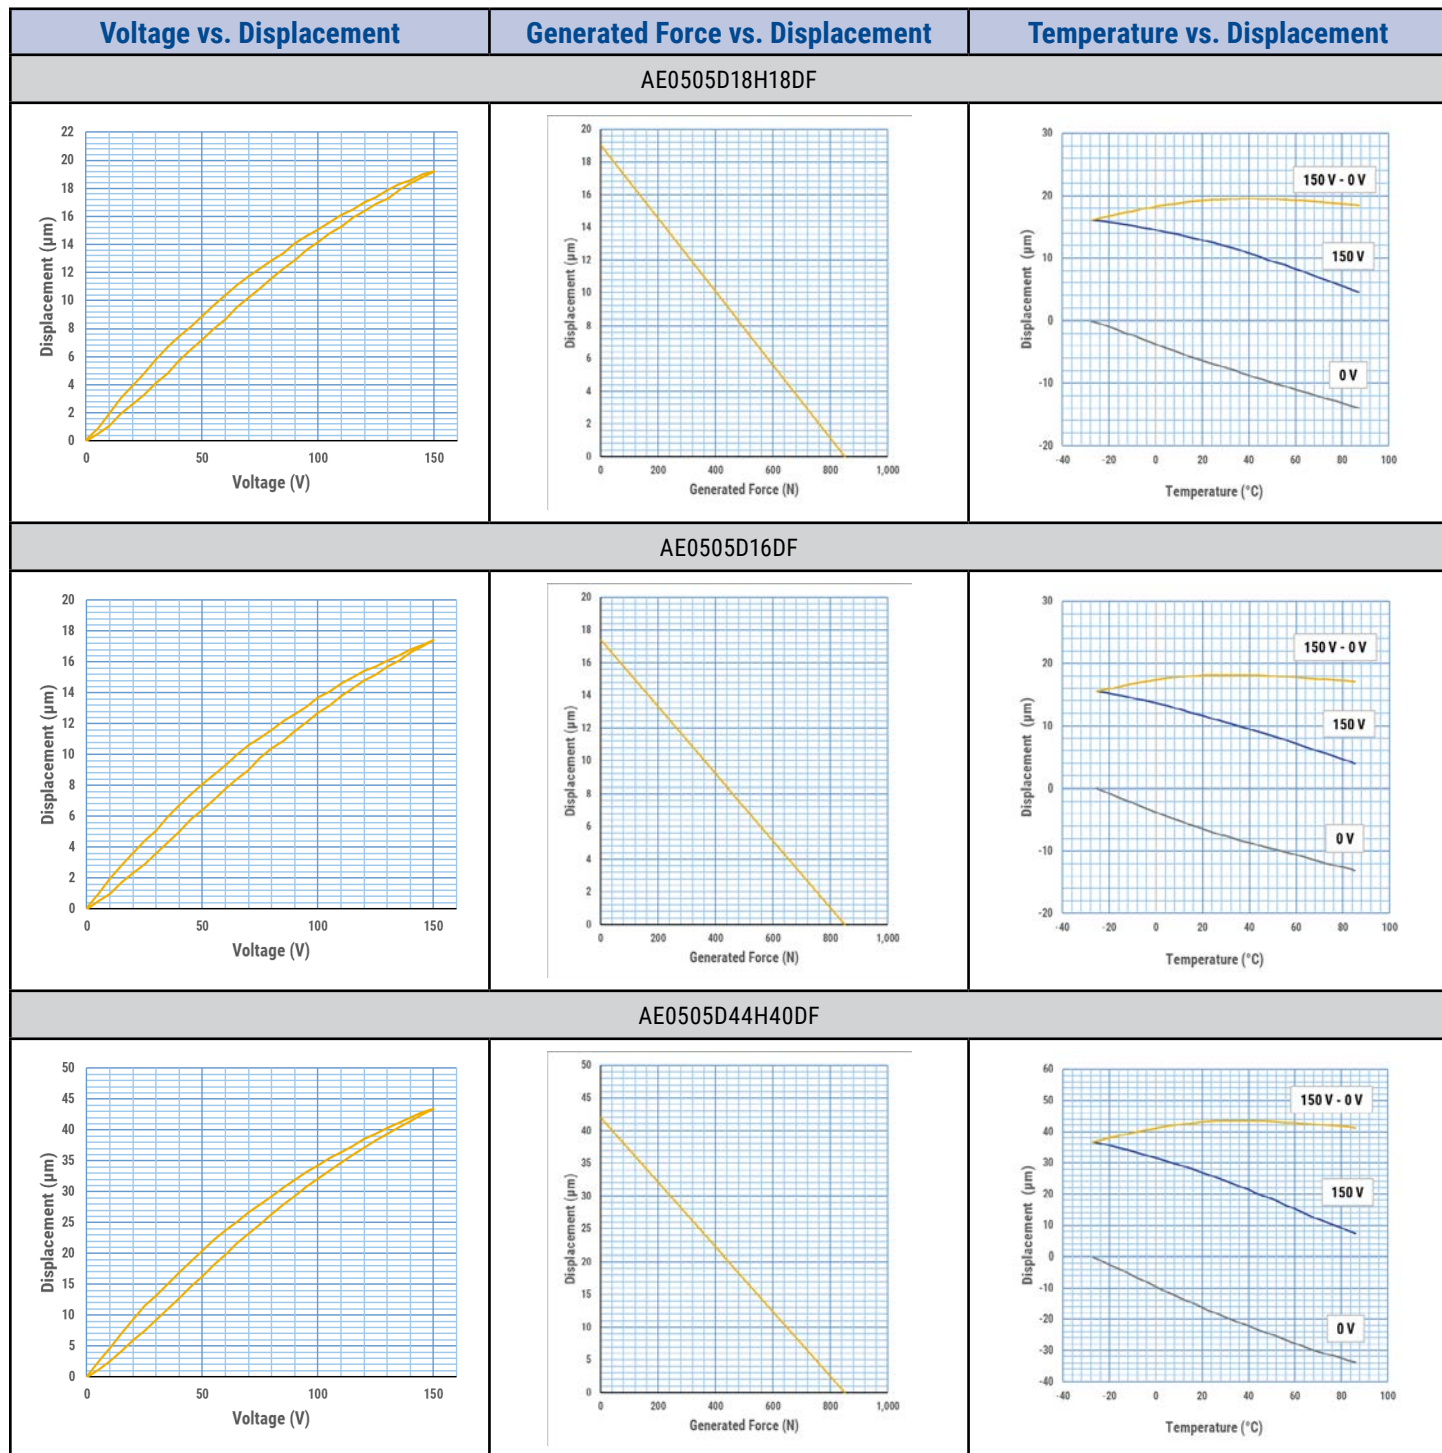 Voltage vs. Displacement
Generated Force vs. Displacement
Temperature vs. Displacement
AE0505D18H18DF
22
20
18
16
14
12
10
8
6
4
2
0
0 50 100 150
Displacement (µm)
Voltage (V)
20
18
16
14
12
10
8
6
4
2
0
0 200 400 600 800 1,000
Displacement (µm)
Generated Force (N)
30
20
10
0
-10
-20
-40 -20 0 20 40 60 80 100
Displacement (µm)
Temperature (°C)
150 V - 0 V
150 V
0 V
AE0505D16DF
20
18
16
14
12
10
8
6
4
2
0
0 50 100 150
Displacement (µm)
Voltage (V)
20
18
16
14
12
10
8
6
4
2
0
0 200 400 600 800 1,000
Displacement (µm)
Generated Force (N)
30
20
10
0
-10
-20
-40 -20 0 20 40 60 80 100
Displacement (µm)
Temperature (°C)
150 V - 0 V
150 V
0 V
AE0505D44H40DF
50
45
40
35
30
25
20
15
10
5
0
0 50 100 150
Displacement (µm)
Voltage (V)
50
45
40
35
30
25
20
15
10
5
0
0 200 400 600 800 1,000
Displacement (µm)
Generated Force (N)
60
50
40
30
20
10
0
-10
-20
-30
-40
-40 -20 0 20 40 60 80 100
Displacement (µm)
Temperature (°C)
150 V - 0 V
150 V
0 V